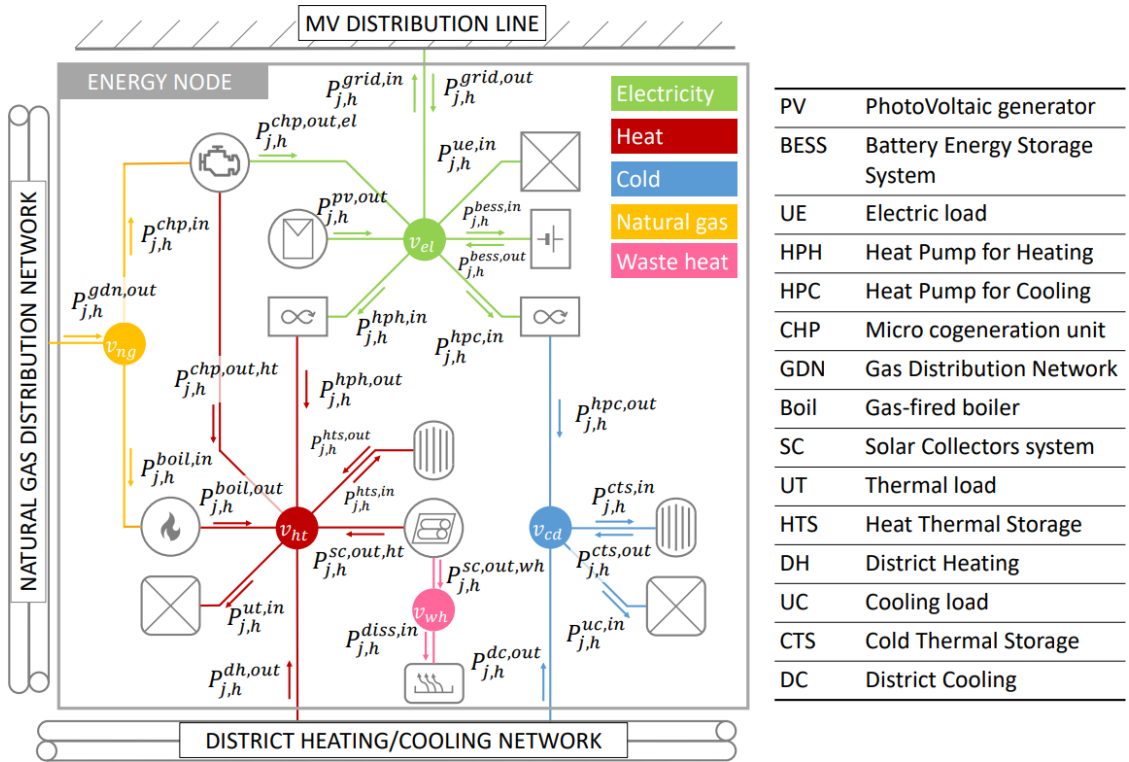 MV DISTRIBUTION LINE
ENERGY NODE
NATURAL GAS DISTRIBUTION NETWORK
P_{j,h}^{grid,in}
P_{j,h}^{grid,out}
Electricity
Heat
Cold
Natural gas
Waste heat
P_{j,h}^{chp,out,el}
P_{j,h}^{ue,in}
P_{j,h}^{chp,in}
P_{j,h}^{pv,out}
P_{j,h}^{bess,in}
v_{el}
P_{j,h}^{bess,out}
P_{j,h}^{gdn,out}
v_{ng}
P_{j,h}^{hph,in}
P_{j,h}^{hpc,in}
P_{j,h}^{chp,out,ht}
P_{j,h}^{hph,out}
P_{j,h}^{hpc,out}
P_{j,h}^{hts,out}
P_{j,h}^{hts,in}
P_{j,h}^{boil,in}
P_{j,h}^{boil,out}
v_{ht}
P_{j,h}^{sc,out,ht}
v_{cd}
P_{j,h}^{cts,in}
P_{j,h}^{cts,out}
P_{j,h}^{sc,out,wh}
P_{j,h}^{ut,in}
v_{wh}
P_{j,h}^{uc,in}
P_{j,h}^{diss,in}
P_{j,h}^{dh,out}
P_{j,h}^{dc,out}
DISTRICT HEATING/COOLING NETWORK
PV PhotoVoltaic generator
BESS Battery Energy Storage
System
UE Electric load
HPH Heat Pump for Heating
HPC Heat Pump for Cooling
CHP Micro cogeneration unit
GDN Gas Distribution Network
Boil Gas-fired boiler
SC Solar Collectors system
UT Thermal load
HTS Heat Thermal Storage
DH District Heating
UC Cooling load
CTS Cold Thermal Storage
DC District Cooling